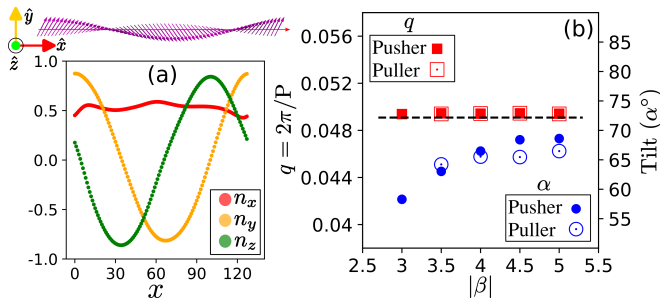 ŷ
x̂
ẑ
(a)
1.0
0.5
0.0
-0.5
-1.0
0
30
60
90
120
x
n_x
n_y
n_z
(b)
q = 2π/P
0.056
0.052
0.048
0.044
0.04
q
Pusher
Puller
α
Pusher
Puller
2.5
3
3.5
4
4.5
5
5.5
|β|
85
80
75
70
65
60
55
Tilt (α°)